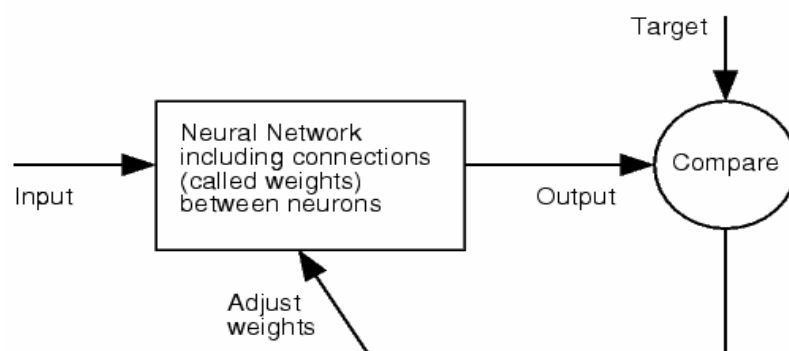 Target
Neural Network
including connections
(called weights)
between neurons
Compare
Input
Output
Adjust
weights